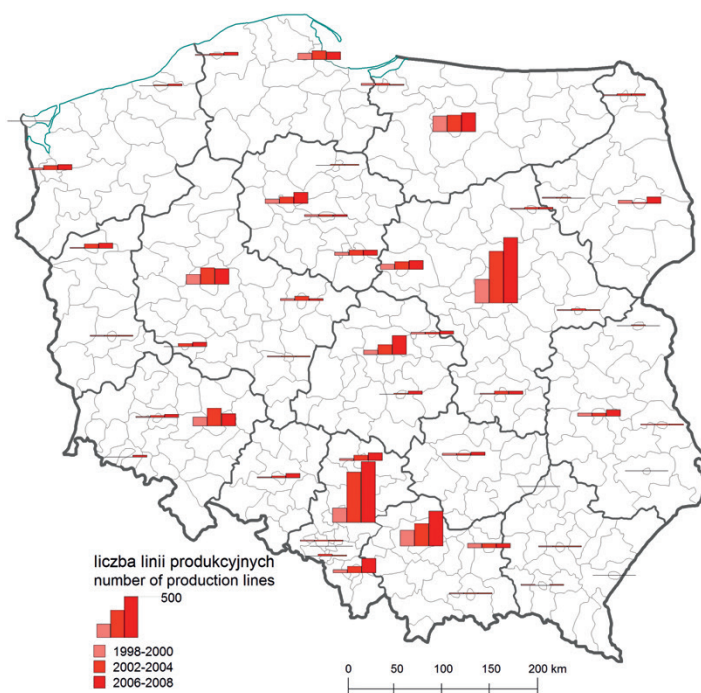 liczba linii produkcyjnych
number of production lines
500
1998-2000
2002-2004
2006-2008
0 50 100 150 200 km